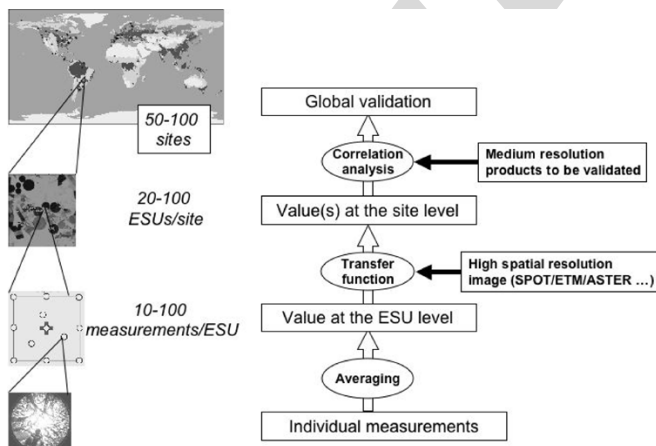 50-100
sites
20-100
ESUs/site
10-100
measurements/ESU
Global validation
Correlation
analysis
Medium resolution
products to be validated
Value(s) at the site level
Transfer
function
High spatial resolution
image (SPOT/ETM/ASTER ...)
Value at the ESU level
Averaging
Individual measurements